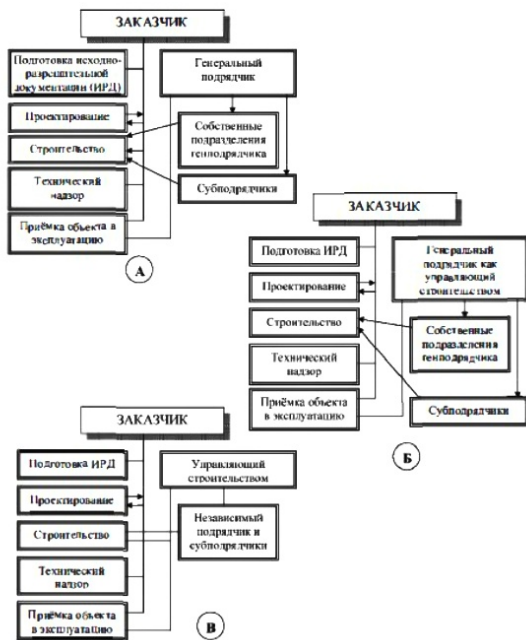 ЗАКАЗЧИК
Подготовка исходно-
разрешительной
документации (ИРД)
Генеральный
подрядчик
Проектирование
Строительство
Собственные
подразделения
генподрядчика
Технический
надзор
Субподрядчики
Приёмка объекта в
эксплуатацию
А
ЗАКАЗЧИК
Подготовка ИРД
Генеральный
подрядчик как
управляющий
строительством
Проектирование
Строительство
Собственные
подразделения
генподрядчика
Технический
надзор
Приёмка объекта
в эксплуатацию
Субподрядчики
Б
ЗАКАЗЧИК
Подготовка ИРД
Управляющий
строительством
Проектирование
Строительство
Независимый
подрядчик и
субподрядчики
Технический
надзор
Приёмка объекта
в эксплуатацию
В